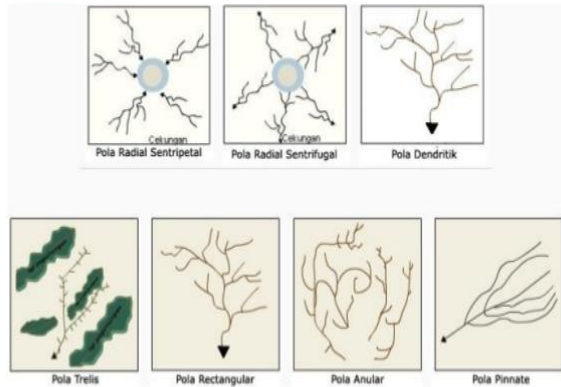 Cekungan
Cekungan
Pola Radial Sentripetal
Pola Radial Sentrifugal
Pola Dendritik
Pola Trelis
Pola Rectangular
Pola Anular
Pola Pinnate